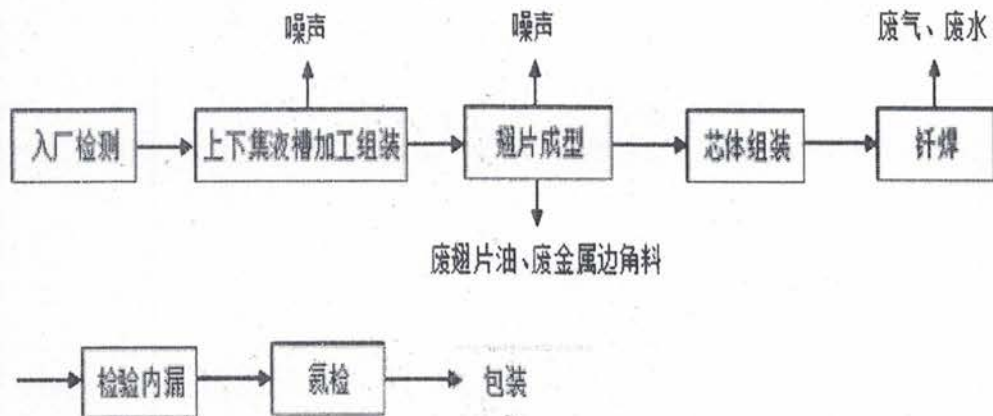 噪声 噪声 废气、废水
入厂检测 上下集液槽加工组装 翅片成型 芯体组装 钎焊
废翅片油、废金属边角料
检验内漏 氦检 包装